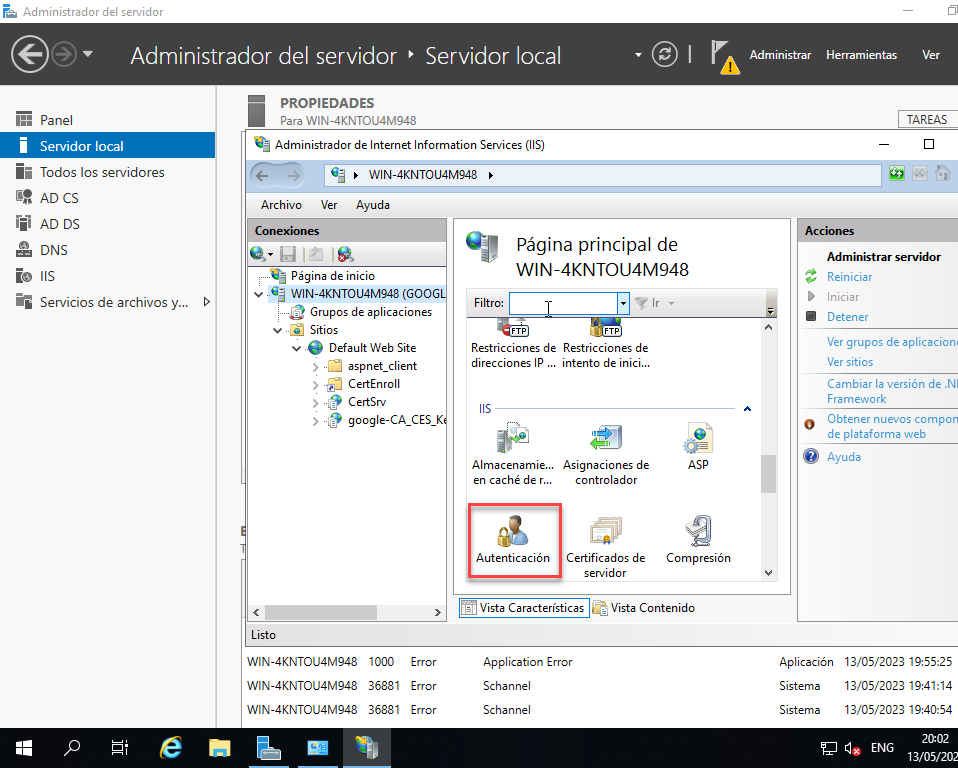 Administrador del servidor
Administrador del servidor • Servidor local
Administrar
Herramientas
Ver
Panel
Servidor local
Todos los servidores
AD CS
AD DS
DNS
IIS
Servicios de archivos y...
PROPIEDADES
Para WIN-4KNTOU4M948
TAREAS
Administrador de Internet Information Services (IIS)
WIN-4KNTOU4M948
Archivo
Ver
Ayuda
Conexiones
Página de inicio
WIN-4KNTOU4M948 (GOOGL
Grupos de aplicaciones
Sitios
Default Web Site
aspnet_client
CertEnroll
CertSrv
google-CA_CES_Ke
Página principal de
WIN-4KNTOU4M948
Filtro:
Ir
FTP
FTP
Restricciones de
direcciones IP ...
Restricciones de
intento de inici...
IIS
Almacenamie...
en caché de r...
Asignaciones de
controlador
ASP
Autenticación
Certificados de
servidor
Compresión
Vista Características
Vista Contenido
Acciones
Administrar servidor
Reiniciar
Iniciar
Detener
Ver grupos de aplicacione
Ver sitios
Cambiar la versión de .NE
Framework
Obtener nuevos compon
de plataforma web
Ayuda
Listo
WIN-4KNTOU4M948 1000 Error Application Error Aplicación 13/05/2023 19:55:25
WIN-4KNTOU4M948 36881 Error Schannel Sistema 13/05/2023 19:41:14
WIN-4KNTOU4M948 36881 Error Schannel Sistema 13/05/2023 19:40:54
ENG
20:02
13/05/202